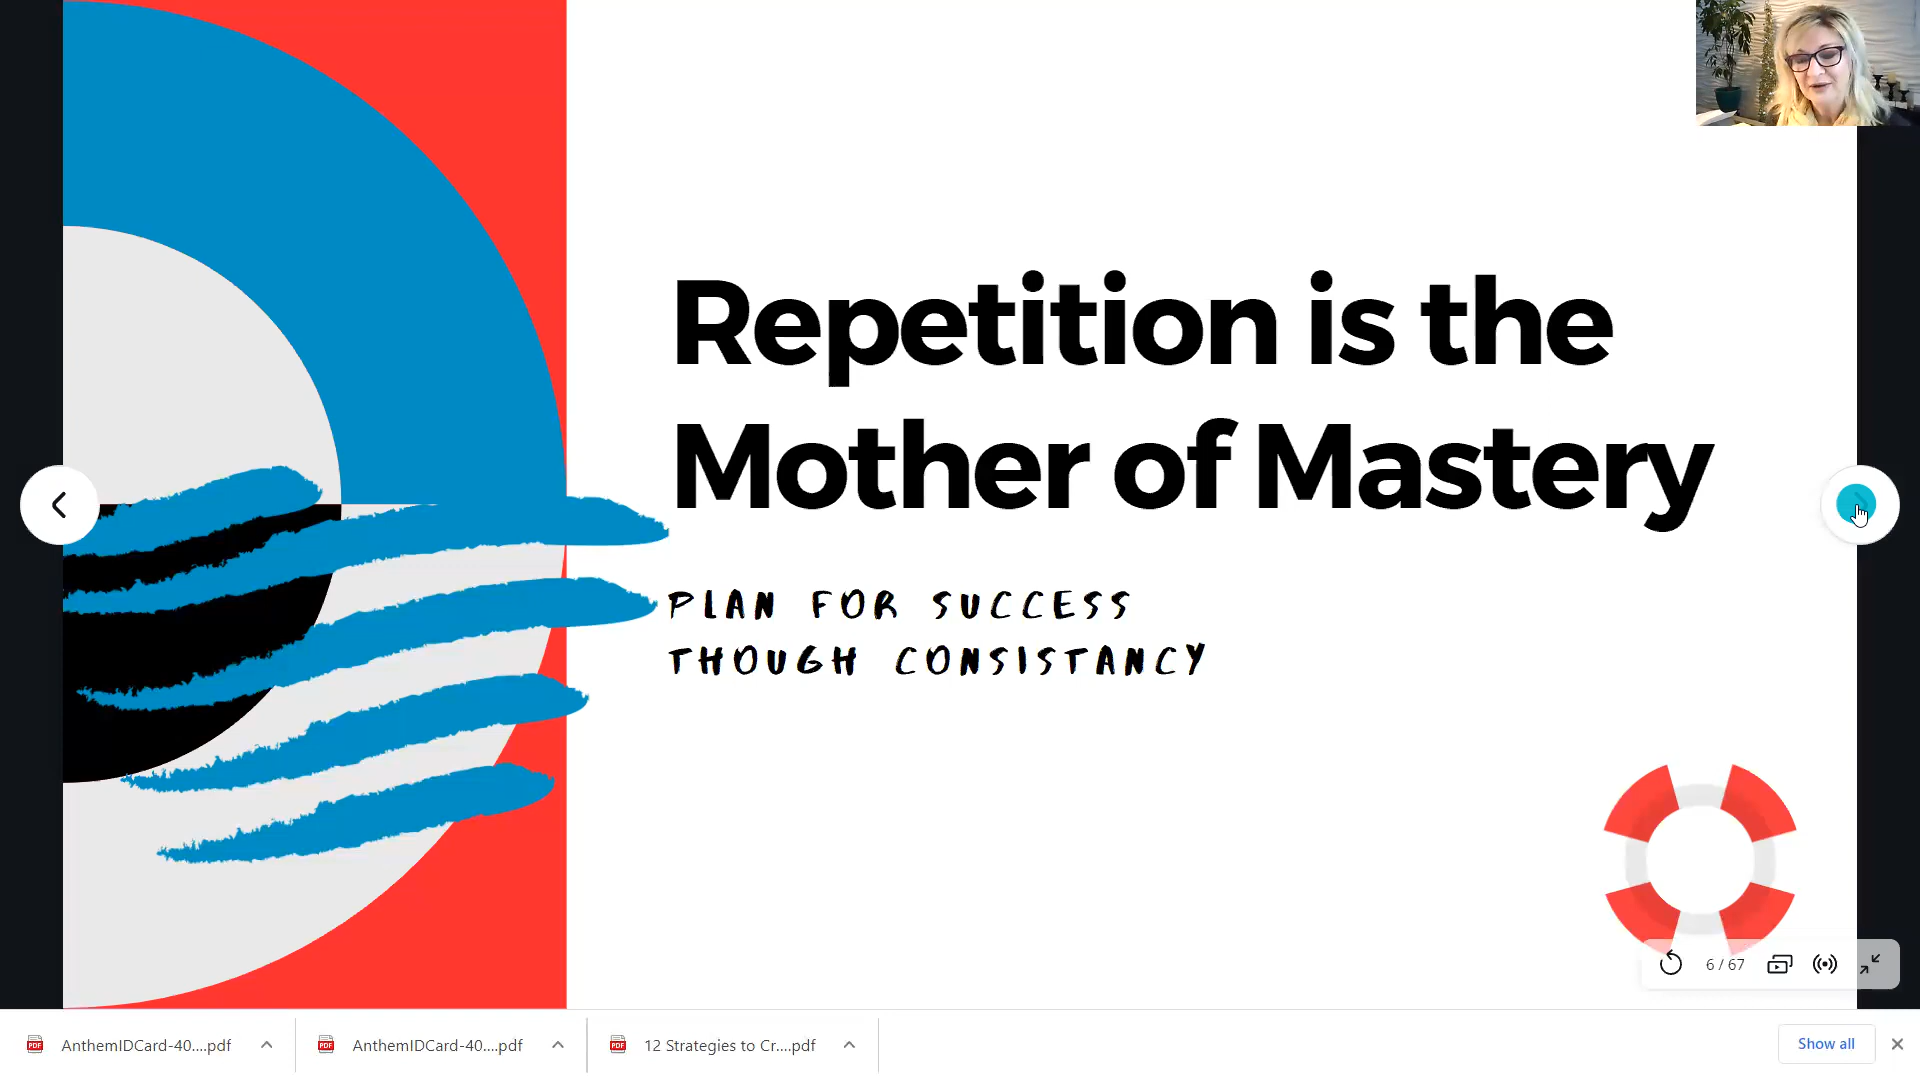 Repetition is the
Mother of Mastery
PLAN FOR SUCCESS
THOUGH CONSISTANCY
6 / 67
AnthemIDCard-40....pdf
AnthemIDCard-40....pdf
12 Strategies to Cr....pdf
Show all